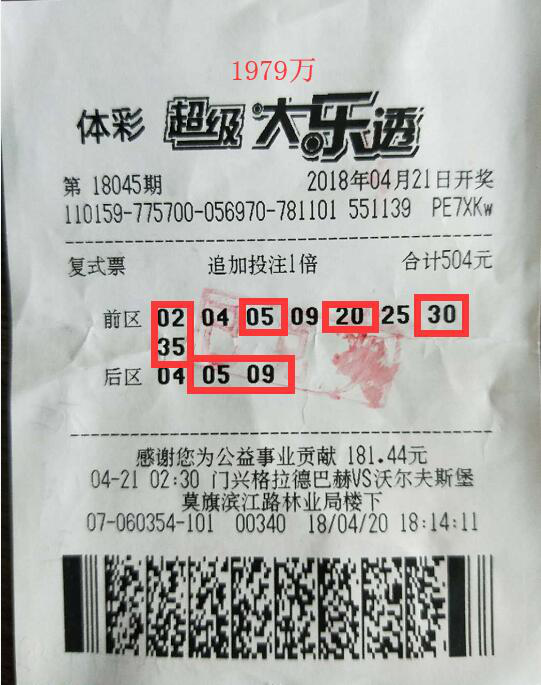 1979万
体彩 超级大乐透
第 18045期 2018年04月21日开奖
110159-775700-056970-781101 551139 PE7XKw
复式票 追加投注1倍 合计504元
前区 02 04 05 09 20 25 30
35
后区 04 05 09
感谢您为公益事业贡献 181.44元
04-21 02:30 门兴格拉德巴赫VS沃尔夫斯堡
莫旗滨江路林业局楼下
07-060354-101 00340 18/04/20 18:14:11